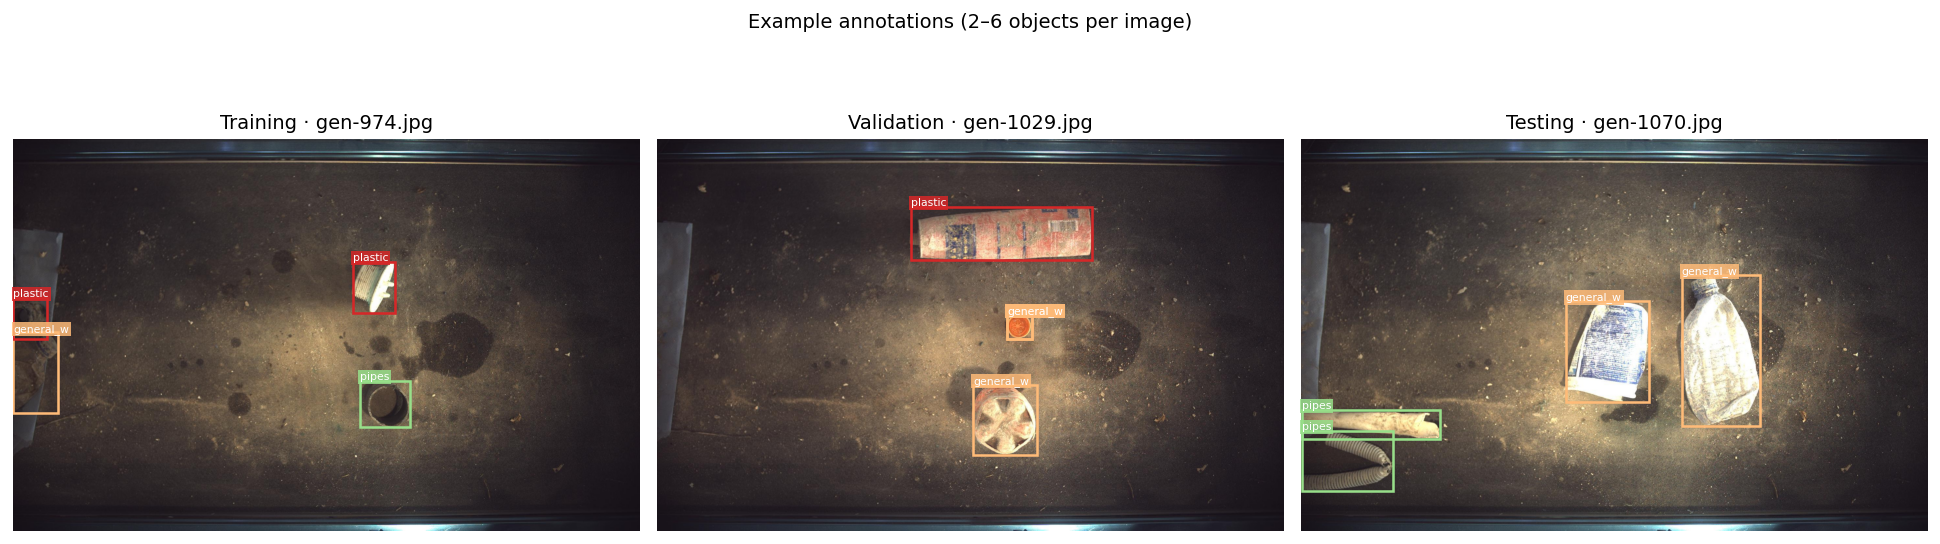 Example annotations (2–6 objects per image)
Training · gen-974.jpg
plastic
plastic
general_w
pipes
Validation · gen-1029.jpg
plastic
general_w
general_w
Testing · gen-1070.jpg
general_w
general_w
pipes
pipes